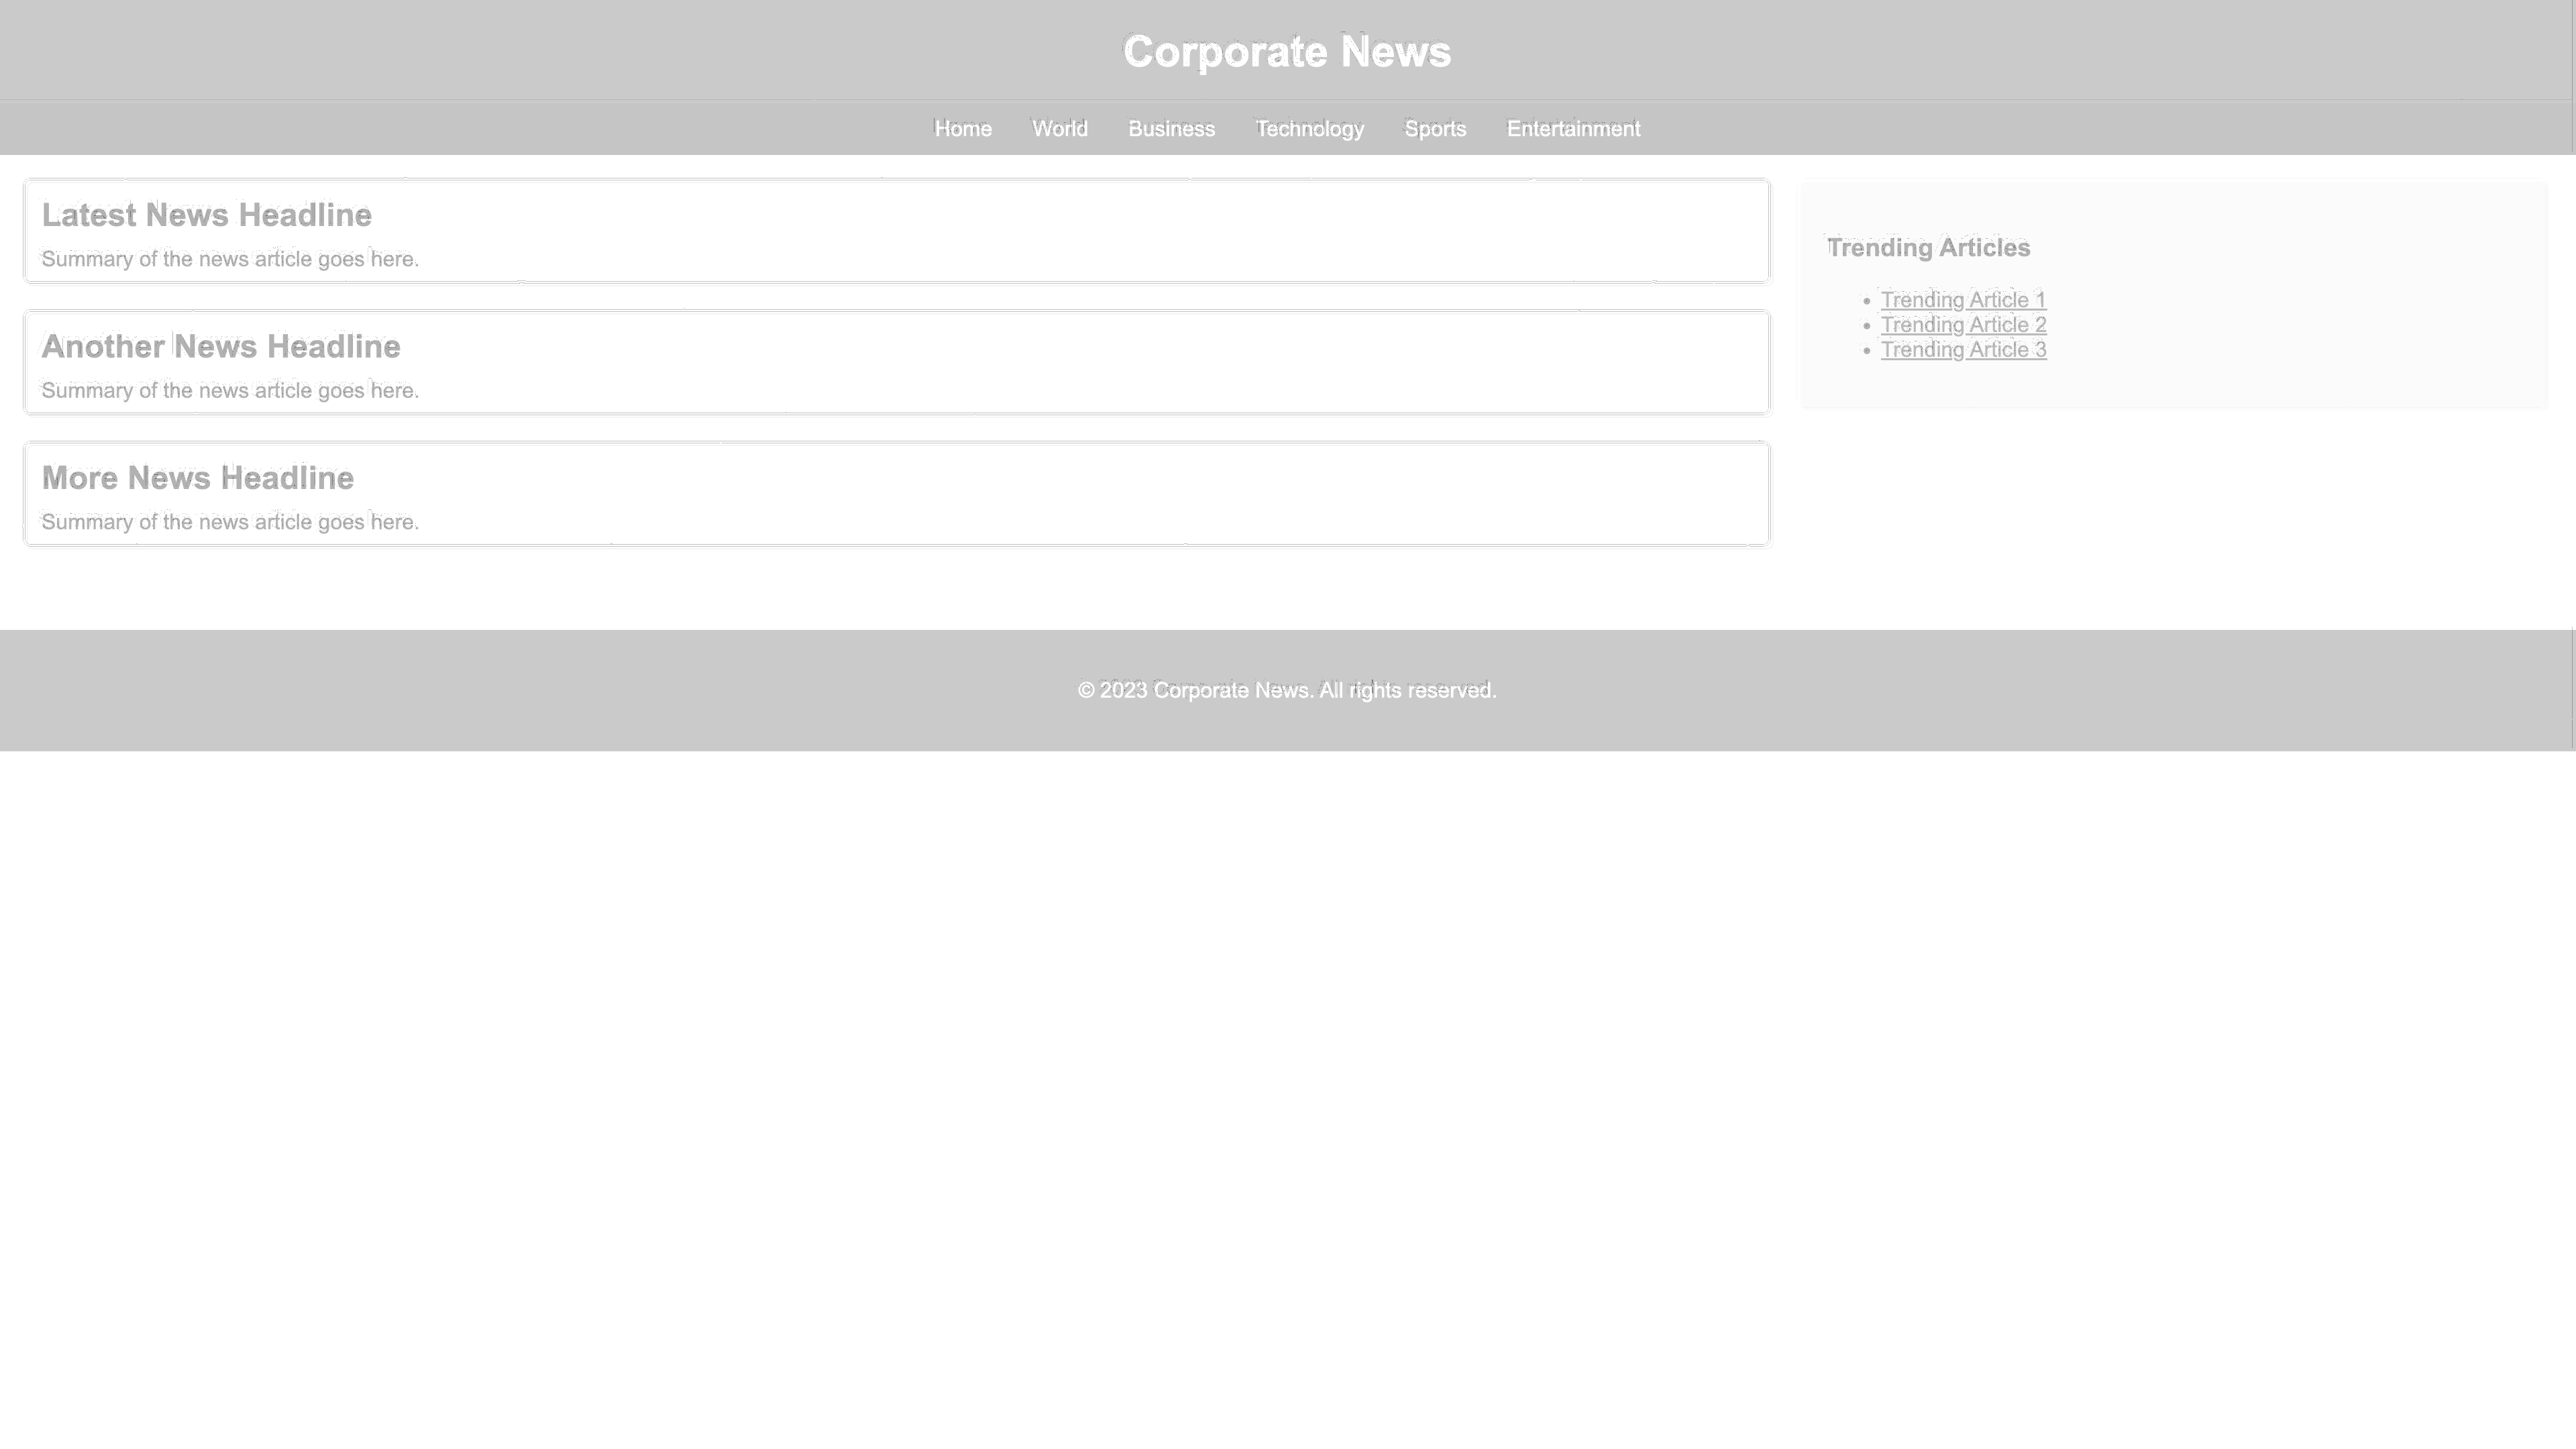 Corporate News
Home World Business Technology Sports Entertainment
Latest News Headline
Summary of the news article goes here.
Another News Headline
Summary of the news article goes here.
More News Headline
Summary of the news article goes here.
Trending Articles
• Trending Article 1
• Trending Article 2
• Trending Article 3
© 2023 Corporate News. All rights reserved.